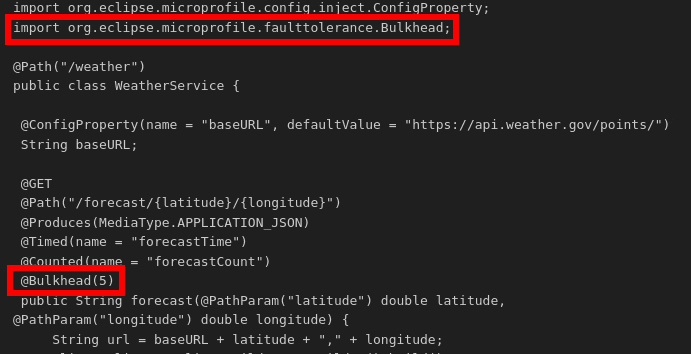 import org.eclipse.microprofile.config.inject.ConfigProperty;
import org.eclipse.microprofile.faulttolerance.Bulkhead;
@Path("/weather")
public class WeatherService {
@ConfigProperty(name = "baseURL", defaultValue = "https://api.weather.gov/points/")
String baseURL;
@GET
@Path("/forecast/{latitude}/{longitude}")
@Produces(MediaType.APPLICATION_JSON)
@Timed(name = "forecastTime")
@Counted(name = "forecastCount")
@Bulkhead(5)
public String forecast(@PathParam("latitude") double latitude,
@PathParam("longitude") double longitude) {
String url = baseURL + latitude + "," + longitude;